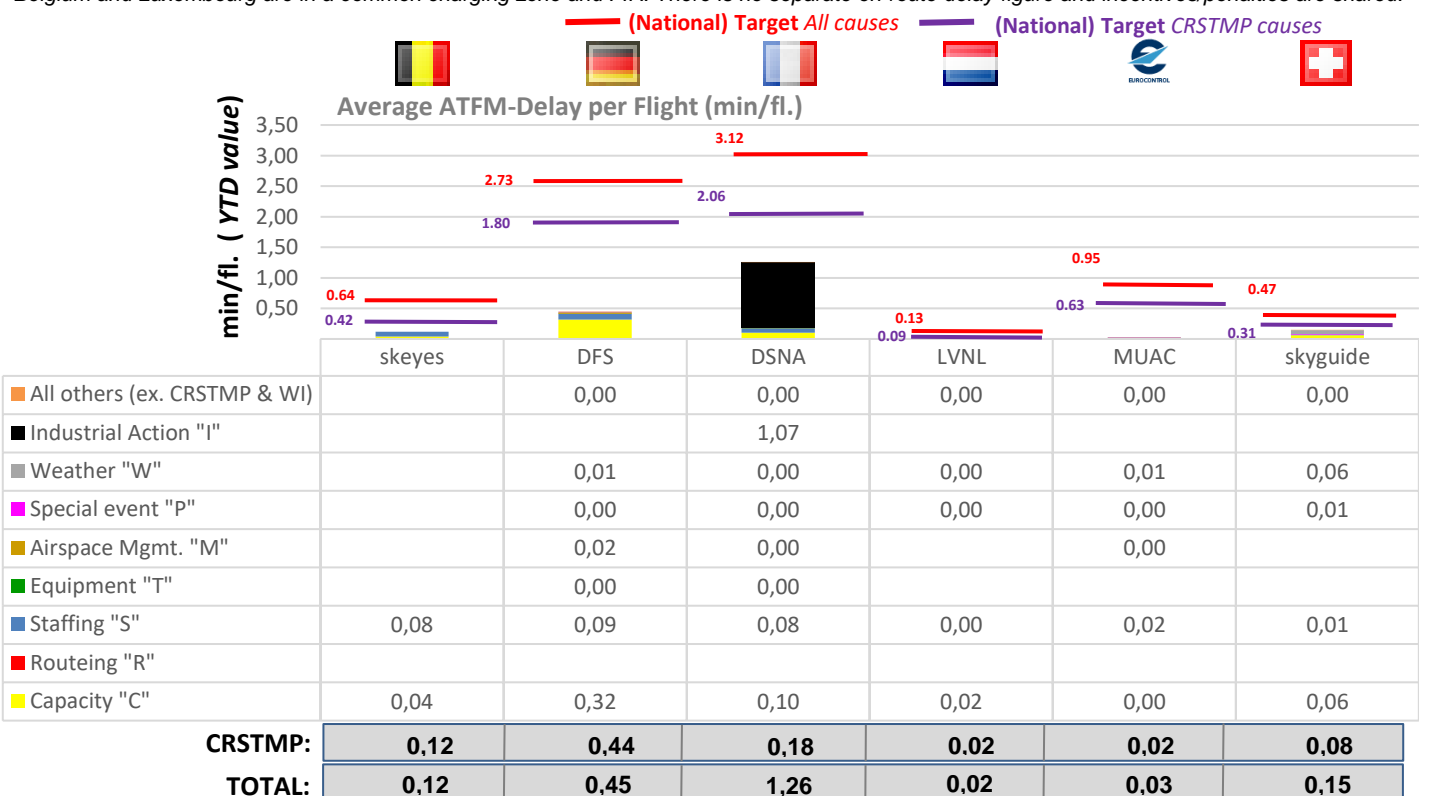 Belgium and Luxembourg are in a common charging zone and FIR. There is no separate en-route delay figure and incentives/penalties are shared.
(National) Target All causes (National) Target CRSTMP causes
EUROCONTROL
Average ATFM-Delay per Flight (min/fl.)
min/fl. ( YTD value)
3,50
3,00
2,50
2,00
1,50
1,00
0,50
3.12
2.73
2.06
1.80
0.95
0.64
0.63
0.47
0.42
0.13
0.09
0.31
skeyes DFS DSNA LVNL MUAC skyguide
All others (ex. CRSTMP & WI) 0,00 0,00 0,00 0,00 0,00
Industrial Action "I" 1,07
Weather "W" 0,01 0,00 0,00 0,01 0,06
Special event "P" 0,00 0,00 0,00 0,00 0,01
Airspace Mgmt. "M" 0,02 0,00 0,00
Equipment "T" 0,00 0,00
Staffing "S" 0,08 0,09 0,08 0,00 0,02 0,01
Routeing "R"
Capacity "C" 0,04 0,32 0,10 0,02 0,00 0,06
CRSTMP: 0,12 0,44 0,18 0,02 0,02 0,08
TOTAL: 0,12 0,45 1,26 0,02 0,03 0,15